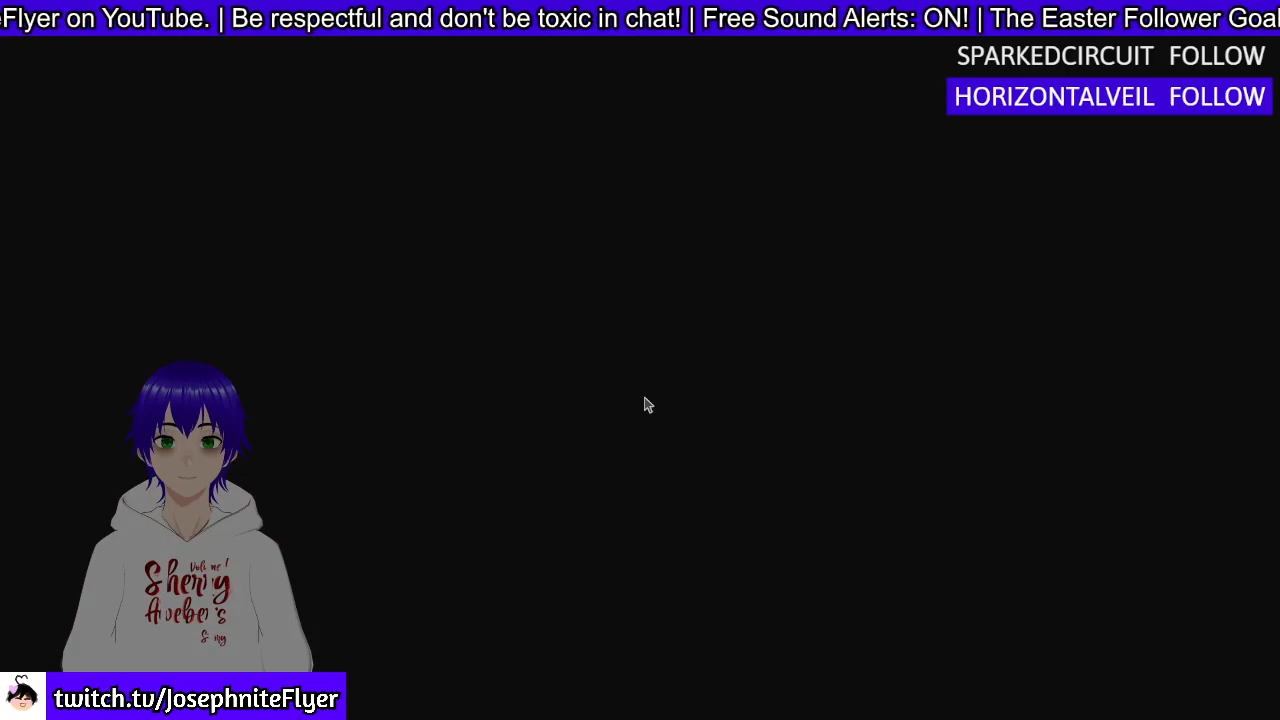 Flyer on YouTube. | Be respectful and don't be toxic in chat! | Free Sound Alerts: ON! | The Easter Follower Goal
SPARKEDCIRCUIT FOLLOW
HORIZONTALVEIL FOLLOW
Sherry
twitch.tv/JosephniteFlyer